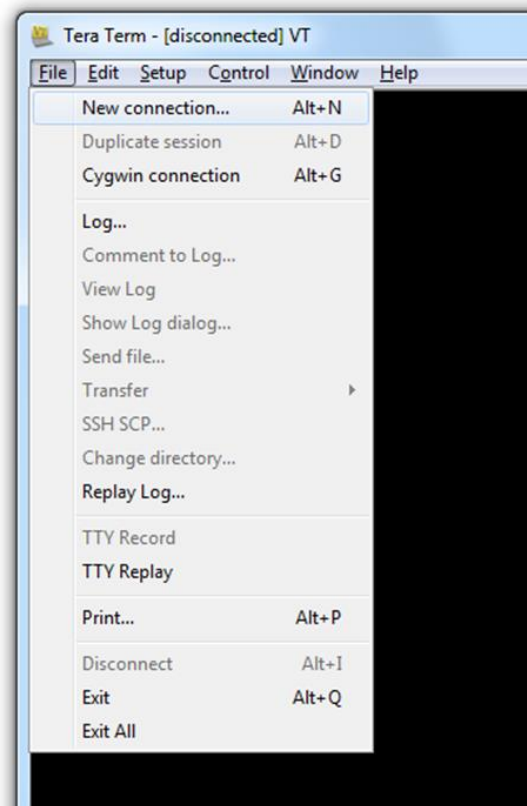 Tera Term - [disconnected] VT
File Edit Setup Control Window Help
New connection... Alt+N
Duplicate session Alt+D
Cygwin connection Alt+G
Log...
Comment to Log...
View Log
Show Log dialog...
Send file...
Transfer
SSH SCP...
Change directory...
Replay Log...
TTY Record
TTY Replay
Print... Alt+P
Disconnect Alt+I
Exit Alt+Q
Exit All